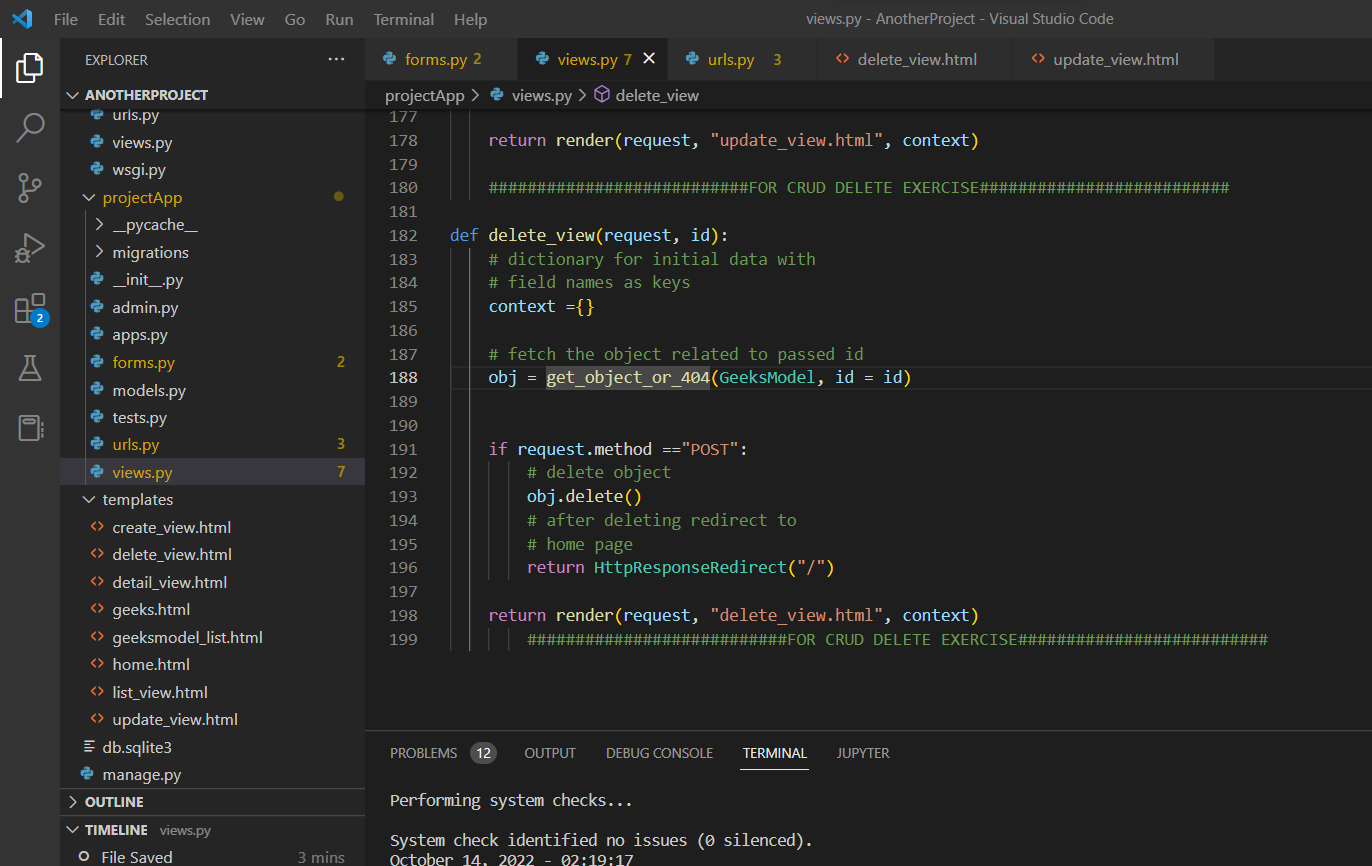 File Edit Selection View Go Run Terminal Help
views.py - AnotherProject - Visual Studio Code
EXPLORER
ANOTHERPROJECT
urls.py
views.py
wsgi.py
projectApp
__pycache__
migrations
__init__.py
admin.py
apps.py
forms.py 2
models.py
tests.py
urls.py 3
views.py 7
templates
create_view.html
delete_view.html
detail_view.html
geeks.html
geeksmodel_list.html
home.html
list_view.html
update_view.html
db.sqlite3
manage.py
OUTLINE
TIMELINE views.py
File Saved 3 mins
2
forms.py 2 views.py 7 urls.py 3 delete_view.html update_view.html
projectApp > views.py > delete_view
177
178 return render(request, "update_view.html", context)
179
180 ###########################FOR CRUD DELETE EXERCISE##########################
181
182 def delete_view(request, id):
183 # dictionary for initial data with
184 # field names as keys
185 context ={}
186
187 # fetch the object related to passed id
188 obj = get_object_or_404(GeeksModel, id = id)
189
190
191 if request.method =="POST":
192 # delete object
193 obj.delete()
194 # after deleting redirect to
195 # home page
196 return HttpResponseRedirect("/")
197
198 return render(request, "delete_view.html", context)
199 ###########################FOR CRUD DELETE EXERCISE##########################
PROBLEMS 12 OUTPUT DEBUG CONSOLE TERMINAL JUPYTER
Performing system checks...
System check identified no issues (0 silenced).
October 14, 2022 - 02:19:17